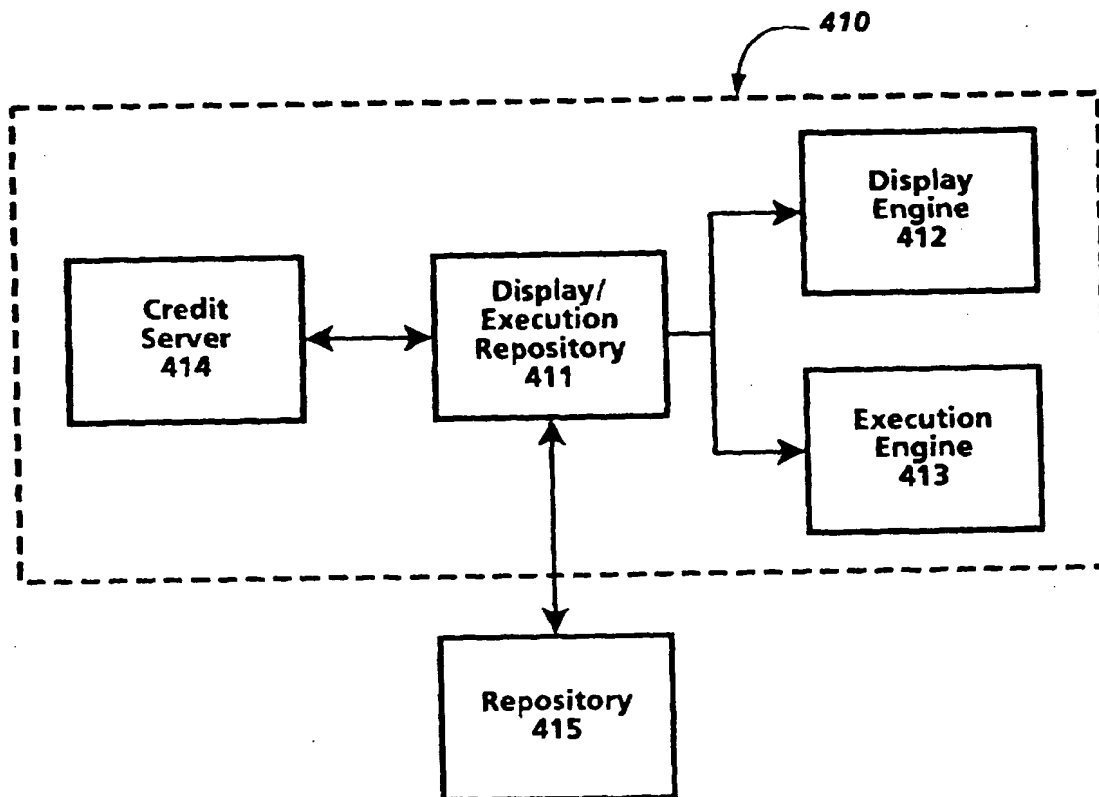 410
Display
Engine
412
Credit
Server
414
Display/
Execution
Repository
411
Execution
Engine
413
Repository
415